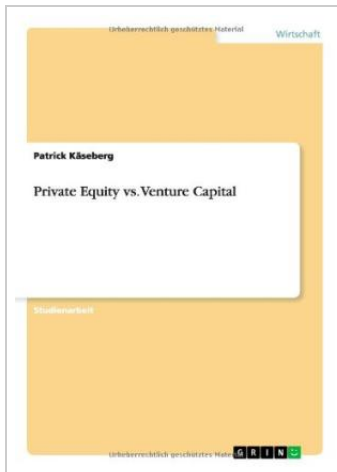 Urheberrechtlich geschütztes Material
Wirtschaft
Patrick Käseberg
Private Equity vs. Venture Capital
Studienarbeit
Urheberrechtlich geschütztes Material
GRIN